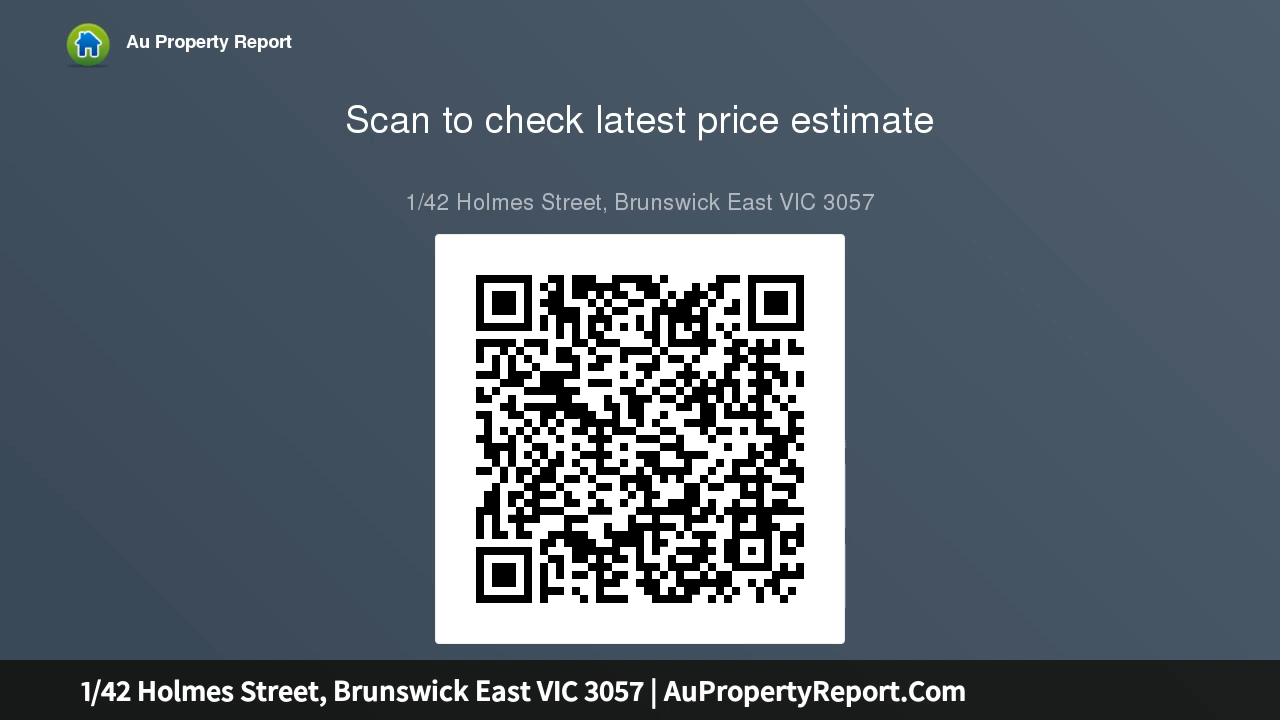 Au Property Report
Scan to check latest price estimate
1/42 Holmes Street, Brunswick East VIC 3057
1/42 Holmes Street, Brunswick East VIC 3057 | AuPropertyReport.Com